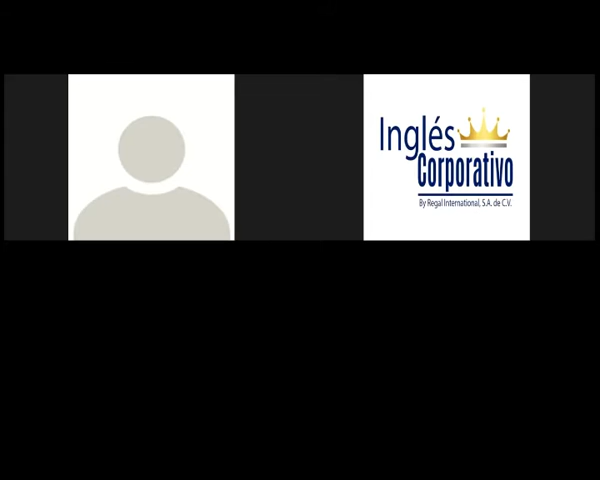 Inglés
Corporativo
By Regal International, S.A. de C.V.